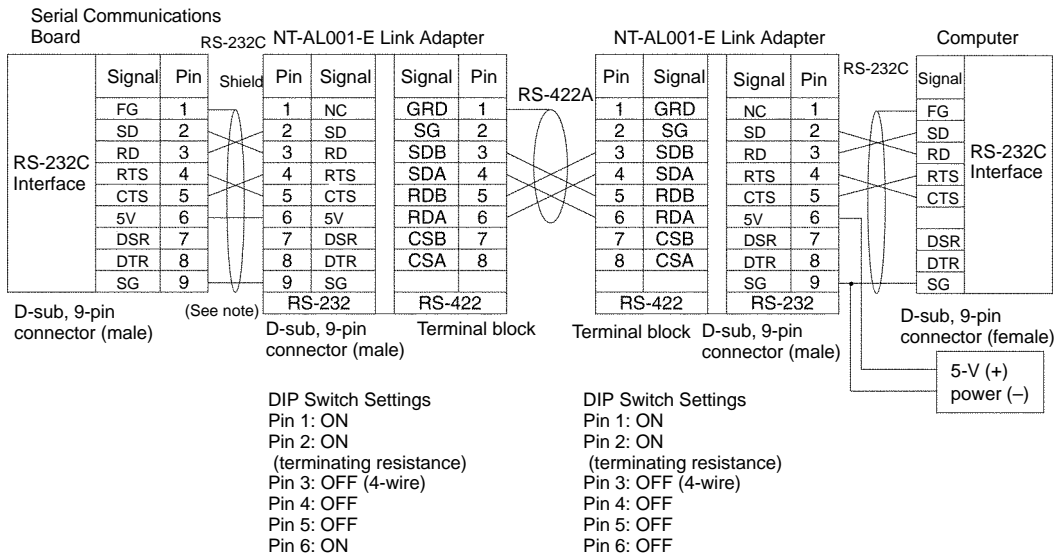 Serial Communications
Board
RS-232C NT-AL001-E Link Adapter NT-AL001-E Link Adapter Computer
Signal Pin Shield Pin Signal Signal Pin RS-422A Pin Signal Signal Pin RS-232C Signal
FG 1 1 NC GRD 1 1 GRD NC 1 FG
SD 2 2 SD SG 2 2 SG SD 2 SD
RS-232C RD 3 3 RD SDB 3 3 SDB RD 3 RD RS-232C
Interface RTS 4 4 RTS SDA 4 4 SDA RTS 4 RTS Interface
CTS 5 5 CTS RDB 5 5 RDB CTS 5 CTS
5V 6 6 5V RDA 6 6 RDA 5V 6
DSR 7 7 DSR CSB 7 7 CSB DSR 7 DSR
DTR 8 8 DTR CSA 8 8 CSA DTR 8 DTR
SG 9 9 SG SG 9 SG
(See note) RS-232 RS-422 RS-422 RS-232
D-sub, 9-pin
connector (male)
D-sub, 9-pin
connector (male)
Terminal block
Terminal block
D-sub, 9-pin
connector (male)
D-sub, 9-pin
connector (female)
5-V (+)
power (–)
DIP Switch Settings
Pin 1: ON
Pin 2: ON
(terminating resistance)
Pin 3: OFF (4-wire)
Pin 4: OFF
Pin 5: OFF
Pin 6: ON
DIP Switch Settings
Pin 1: ON
Pin 2: ON
(terminating resistance)
Pin 3: OFF (4-wire)
Pin 4: OFF
Pin 5: OFF
Pin 6: OFF